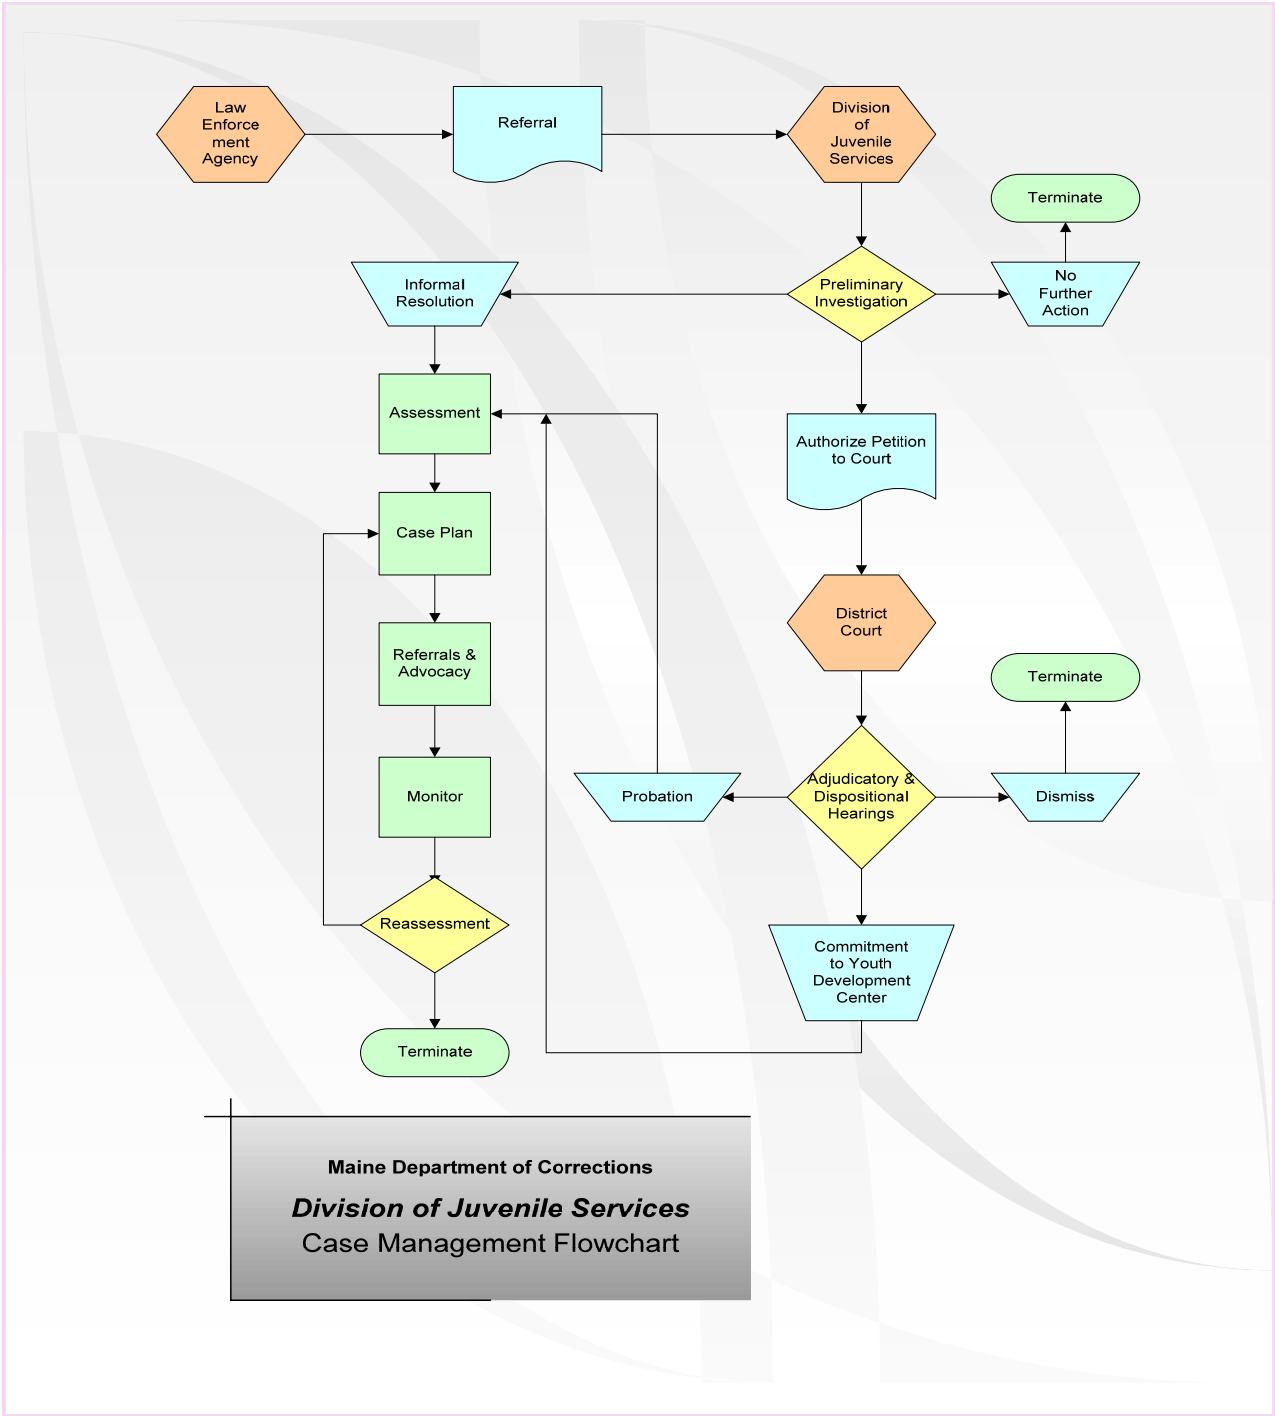 Law
Enforce
ment
Agency
Referral
Division
of
Juvenile
Services
Terminate
Informal
Resolution
Preliminary
Investigation
No
Further
Action
Assessment
Authorize Petition
to Court
Case Plan
District
Court
Referrals &
Advocacy
Terminate
Monitor
Probation
Adjudicatory &
Dispositional
Hearings
Dismiss
Reassessment
Commitment
to Youth
Development
Center
Terminate
Maine Department of Corrections
Division of Juvenile Services
Case Management Flowchart